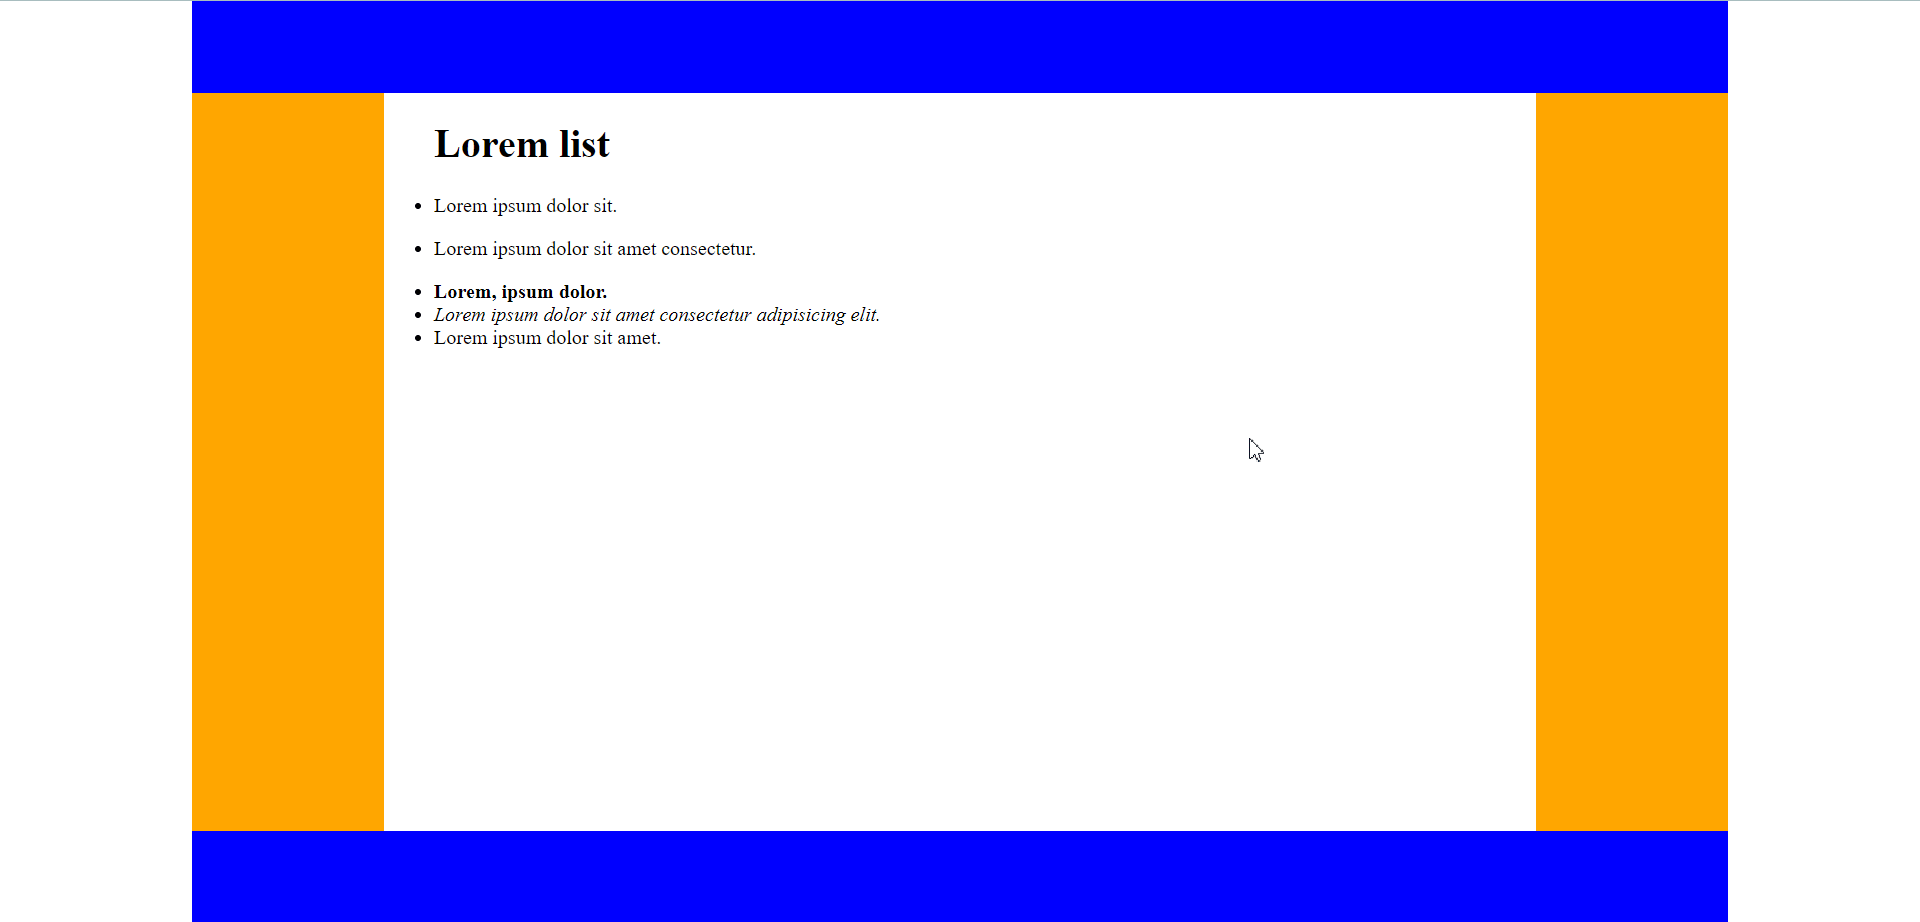 Lorem list
Lorem ipsum dolor sit.
Lorem ipsum dolor sit amet consectetur.
Lorem, ipsum dolor.
Lorem ipsum dolor sit amet consectetur adipisicing elit.
Lorem ipsum dolor sit amet.